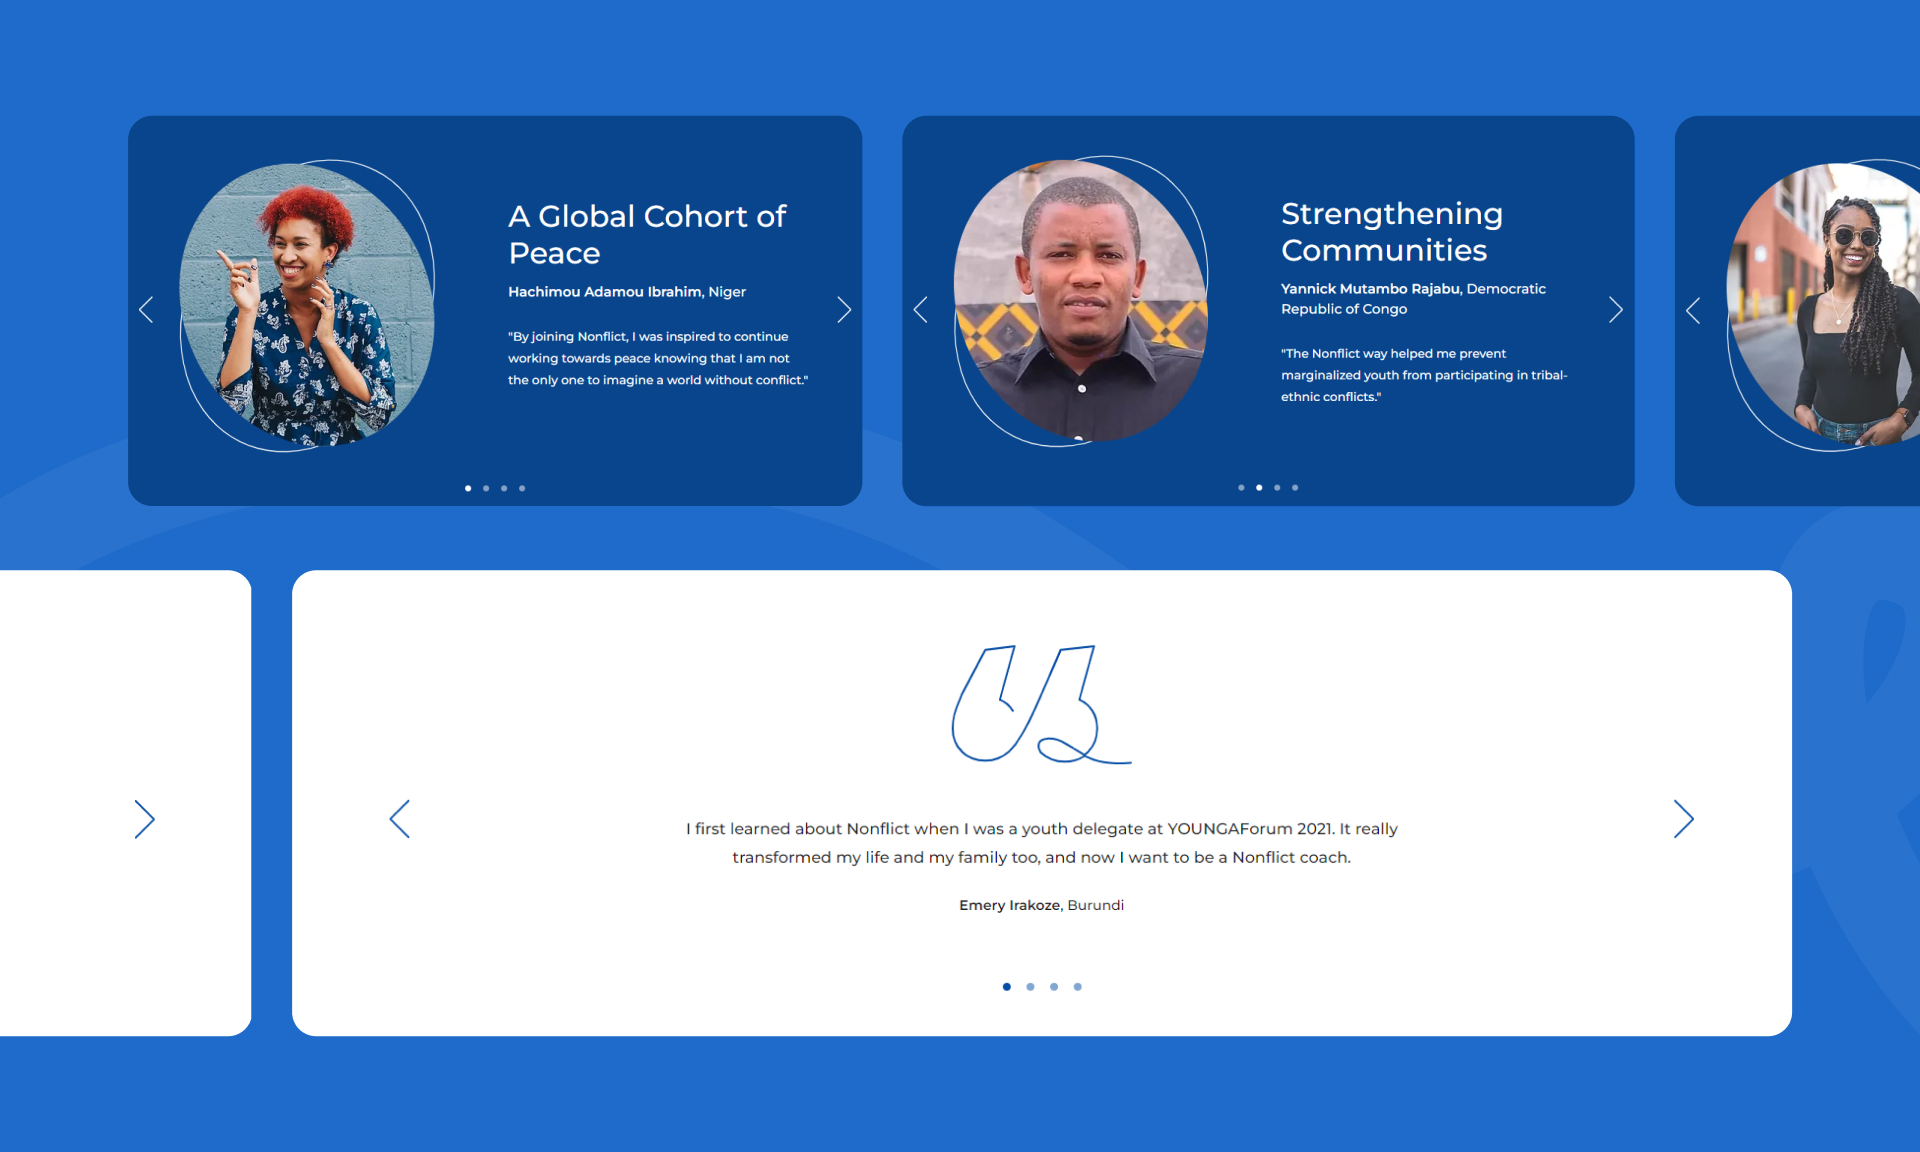 A Global Cohort of
Peace
Hachimou Adamou Ibrahim, Niger
"By joining Nonflict, I was inspired to continue
working towards peace knowing that I am not
the only one to imagine a world without conflict."
Strengthening
Communities
Yannick Mutambo Rajabu, Democratic
Republic of Congo
"The Nonflict way helped me prevent
marginalized youth from participating in tribal-
ethnic conflicts."
I first learned about Nonflict when I was a youth delegate at YOUNGAForum 2021. It really
transformed my life and my family too, and now I want to be a Nonflict coach.
Emery Irakoze, Burundi